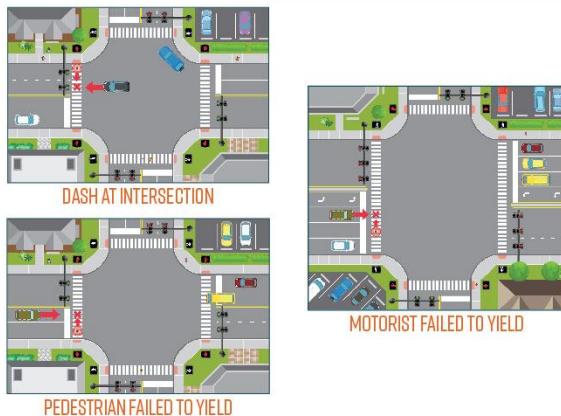 DASH AT INTERSECTION
PEDESTRIAN FAILED TO YIELD
MOTORIST FAILED TO YIELD